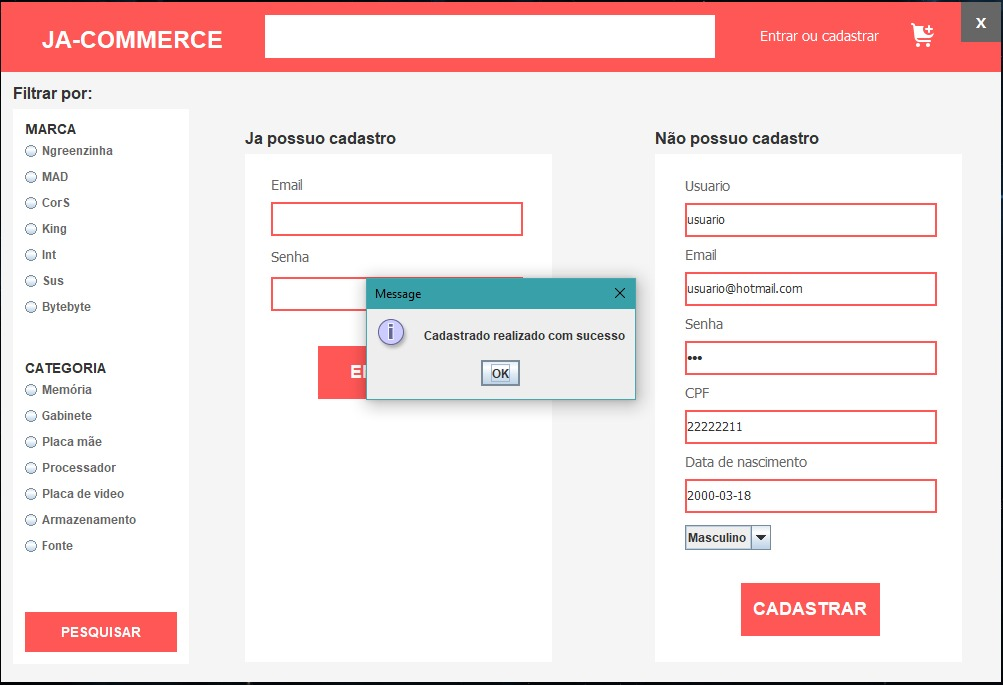 JA-COMMERCE
Entrar ou cadastrar
X
Filtrar por:
MARCA
Ngreenzinha
MAD
CorS
King
Int
Sus
Bytebyte
CATEGORIA
Memória
Gabinete
Placa mãe
Processador
Placa de video
Armazenamento
Fonte
PESQUISAR
Ja possuo cadastro
Email
Senha
Message
Cadastrado realizado com sucesso
OK
Não possuo cadastro
Usuario
usuario
Email
usuario@hotmail.com
Senha
•••
CPF
22222211
Data de nascimento
2000-03-18
Masculino
CADASTRAR